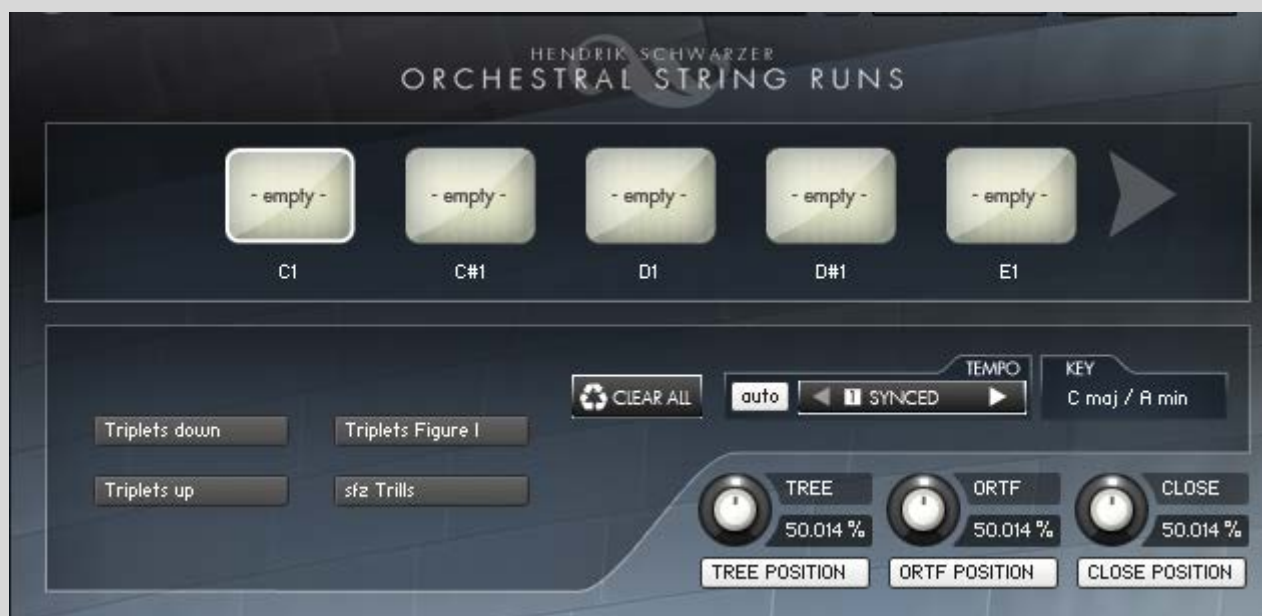 HENDRIK SCHWARZER
ORCHESTRAL STRING RUNS
- empty - - empty - - empty - - empty - - empty -
C1 C#1 D1 D#1 E1
TEMPO KEY
CLEAR ALL auto 1 SYNCED C maj / A min
Triplets down Triplets Figure I
Triplets up sfz Trills
TREE ORTF CLOSE
50.014 % 50.014 % 50.014 %
TREE POSITION ORTF POSITION CLOSE POSITION